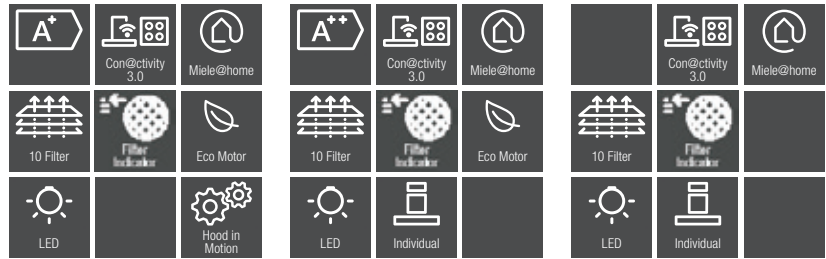 A+
Con@ctivity
3.0
Miele@home
10 Filter
Filter
Indicator
Eco Motor
LED
Hood in
Motion
A++
Con@ctivity
3.0
Miele@home
10 Filter
Filter
Indicator
Eco Motor
LED
Individual
Con@ctivity
3.0
Miele@home
10 Filter
Filter
Indicator
LED
Individual